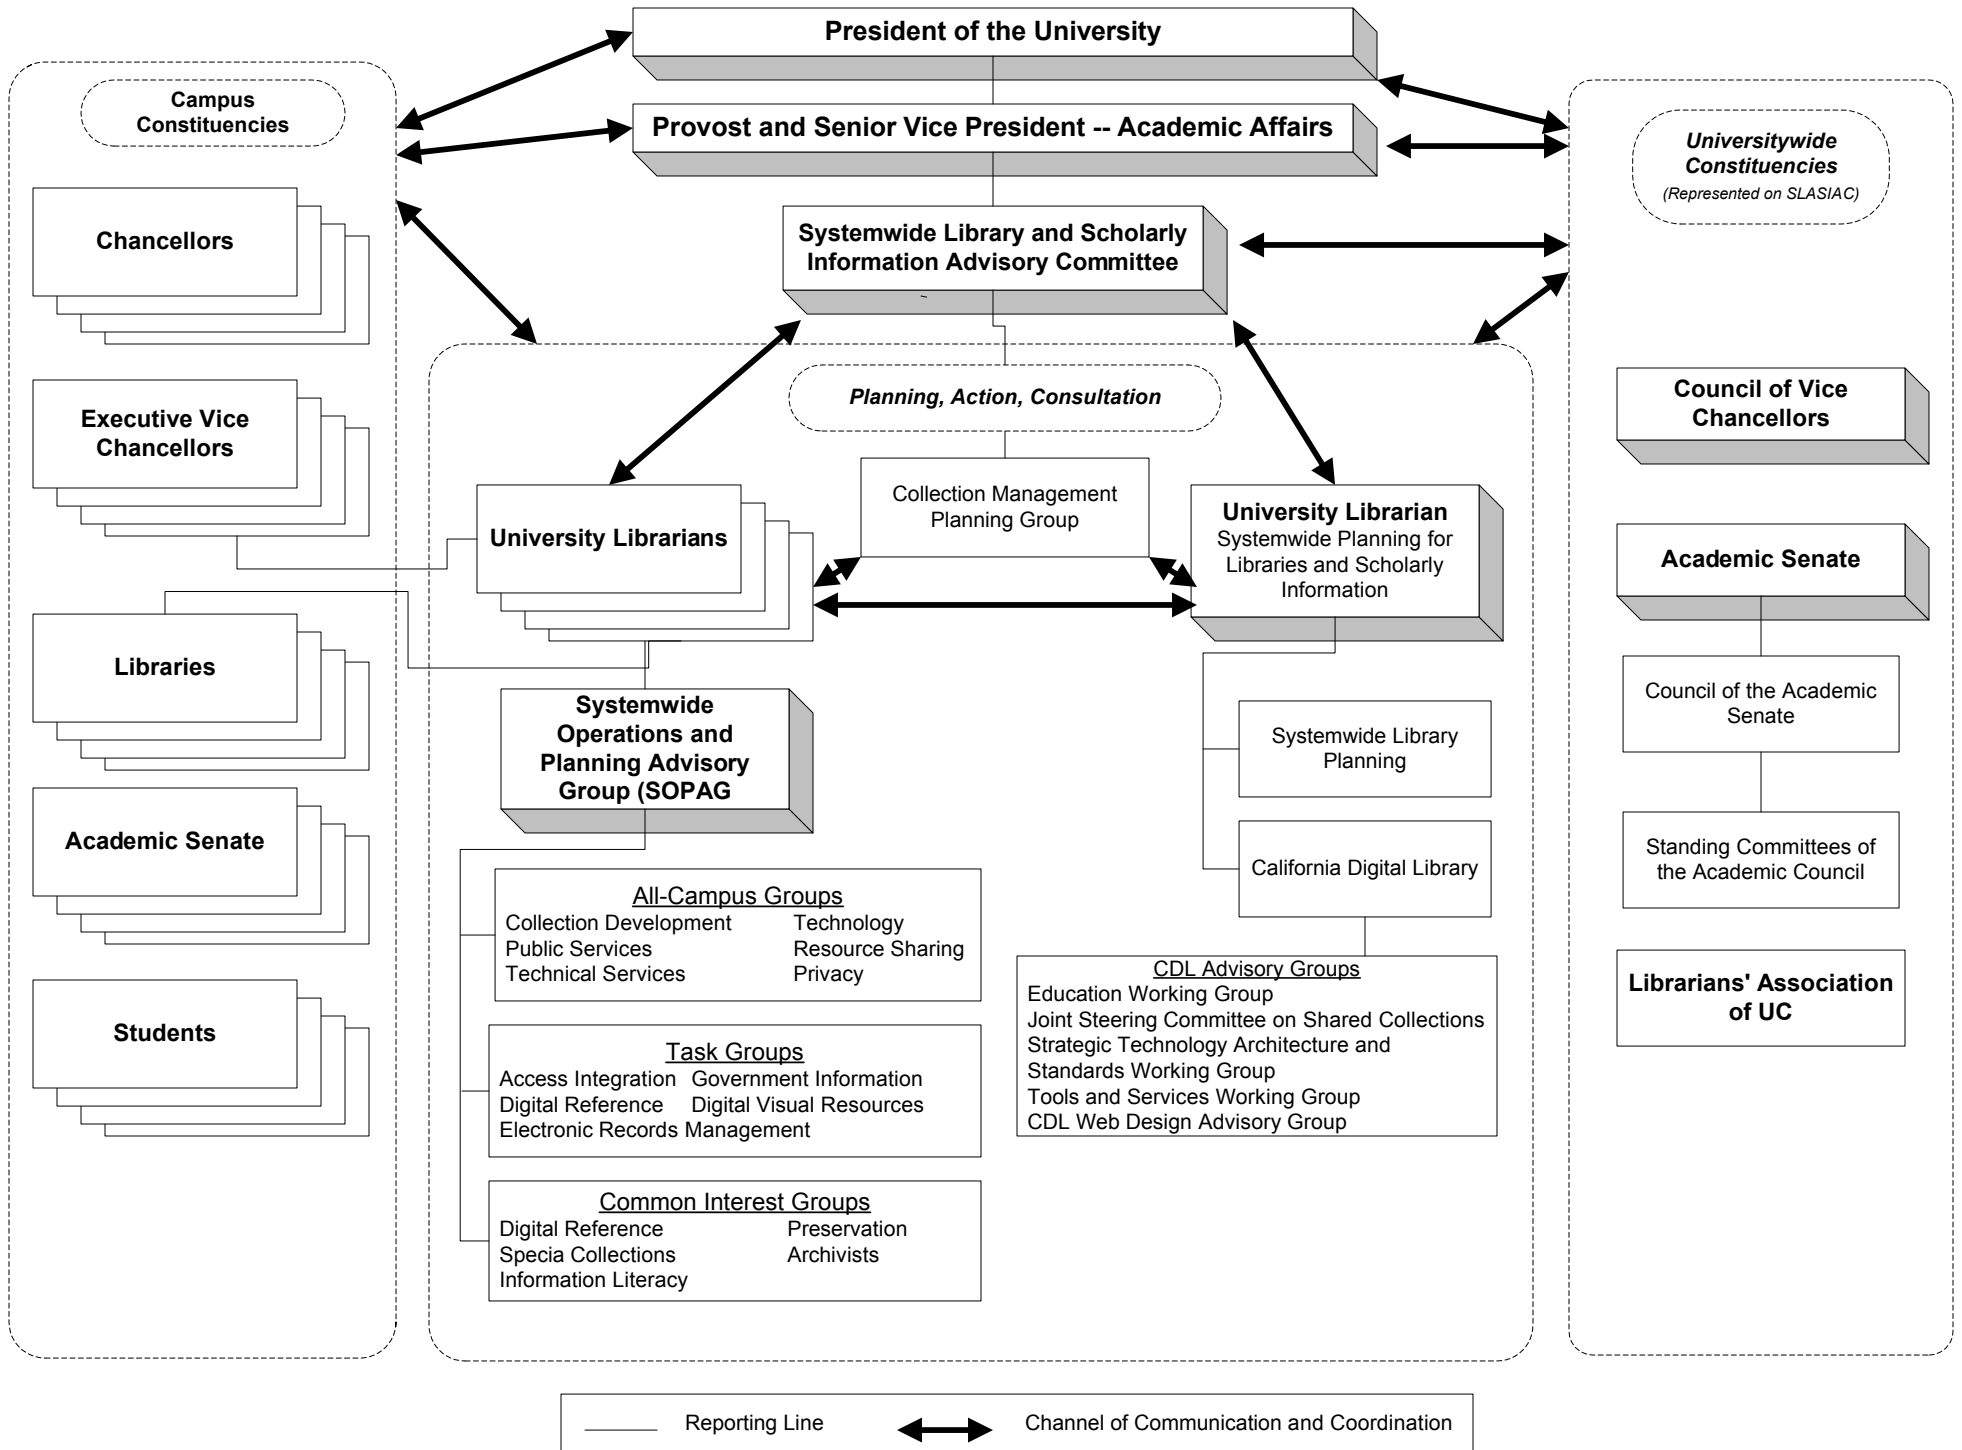 President of the University
Provost and Senior Vice President -- Academic Affairs
Systemwide Library and Scholarly
Information Advisory Committee
Campus
Constituencies
Chancellors
Executive Vice
Chancellors
Libraries
Academic Senate
Students
Planning, Action, Consultation
Collection Management
Planning Group
University Librarians
University Librarian
Systemwide Planning for
Libraries and Scholarly
Information
Systemwide
Operations and
Planning Advisory
Group (SOPAG
All-Campus Groups
Collection Development Technology
Public Services Resource Sharing
Technical Services Privacy
Task Groups
Access Integration Government Information
Digital Reference Digital Visual Resources
Electronic Records Management
Common Interest Groups
Digital Reference Preservation
Specia Collections Archivists
Information Literacy
Systemwide Library
Planning
California Digital Library
CDL Advisory Groups
Education Working Group
Joint Steering Committee on Shared Collections
Strategic Technology Architecture and
Standards Working Group
Tools and Services Working Group
CDL Web Design Advisory Group
Universitywide
Constituencies
(Represented on SLASIAC)
Council of Vice
Chancellors
Academic Senate
Council of the Academic
Senate
Standing Committees of
the Academic Council
Librarians' Association
of UC
Reporting Line
Channel of Communication and Coordination